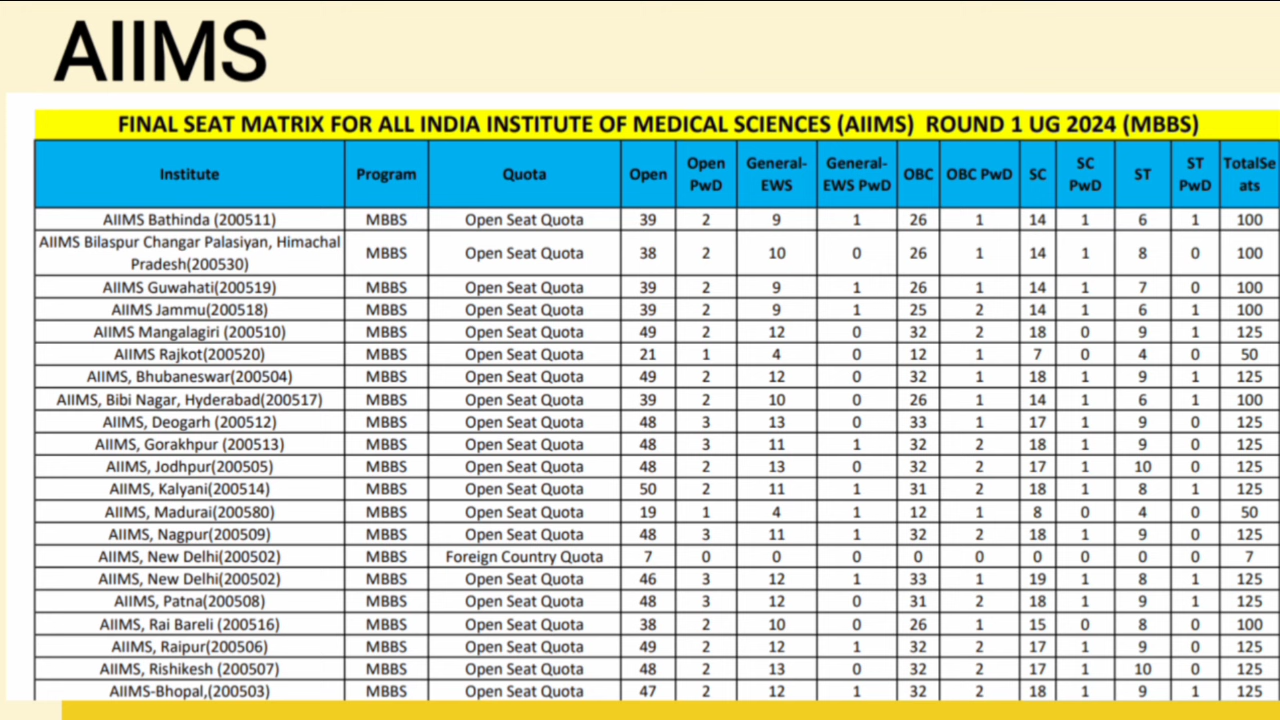 AIIMS
FINAL SEAT MATRIX FOR ALL INDIA INSTITUTE OF MEDICAL SCIENCES (AIIMS) ROUND 1 UG 2024 (MBBS)
Institute Program Quota Open Open PwD General-EWS General-EWS PwD OBC OBC PwD SC SC PwD ST ST PwD TotalSeats
AIIMS Bathinda (200511) MBBS Open Seat Quota 39 2 9 1 26 1 14 1 6 1 100
AIIMS Bilaspur Changar Palasiyan, Himachal Pradesh(200530) MBBS Open Seat Quota 38 2 10 0 26 1 14 1 8 0 100
AIIMS Guwahati(200519) MBBS Open Seat Quota 39 2 9 1 26 1 14 1 7 0 100
AIIMS Jammu(200518) MBBS Open Seat Quota 39 2 9 1 25 2 14 1 6 1 100
AIIMS Mangalagiri (200510) MBBS Open Seat Quota 49 2 12 0 32 2 18 0 9 1 125
AIIMS Rajkot(200520) MBBS Open Seat Quota 21 1 4 0 12 1 7 0 4 0 50
AIIMS, Bhubaneswar(200504) MBBS Open Seat Quota 49 2 12 0 32 1 18 1 9 1 125
AIIMS, Bibi Nagar, Hyderabad(200517) MBBS Open Seat Quota 39 2 10 0 26 1 14 1 6 1 100
AIIMS, Deogarh (200512) MBBS Open Seat Quota 48 3 13 0 33 1 17 1 9 0 125
AIIMS, Gorakhpur (200513) MBBS Open Seat Quota 48 3 11 1 32 2 18 1 9 0 125
AIIMS, Jodhpur(200505) MBBS Open Seat Quota 48 2 13 0 32 2 17 1 10 0 125
AIIMS, Kalyani(200514) MBBS Open Seat Quota 50 2 11 1 31 2 18 1 8 1 125
AIIMS, Madurai(200580) MBBS Open Seat Quota 19 1 4 1 12 1 8 0 4 0 50
AIIMS, Nagpur(200509) MBBS Open Seat Quota 48 3 11 1 32 2 18 1 9 0 125
AIIMS, New Delhi(200502) MBBS Foreign Country Quota 7 0 0 0 0 0 0 0 0 0 7
AIIMS, New Delhi(200502) MBBS Open Seat Quota 46 3 12 1 33 1 19 1 8 1 125
AIIMS, Patna(200508) MBBS Open Seat Quota 48 3 12 0 31 2 18 1 9 1 125
AIIMS, Rai Bareli (200516) MBBS Open Seat Quota 38 2 10 0 26 1 15 0 8 0 100
AIIMS, Raipur(200506) MBBS Open Seat Quota 49 2 12 1 32 2 17 1 9 0 125
AIIMS, Rishikesh (200507) MBBS Open Seat Quota 48 2 13 0 32 2 17 1 10 0 125
AIIMS-Bhopal,(200503) MBBS Open Seat Quota 47 2 12 1 32 2 18 1 9 1 125